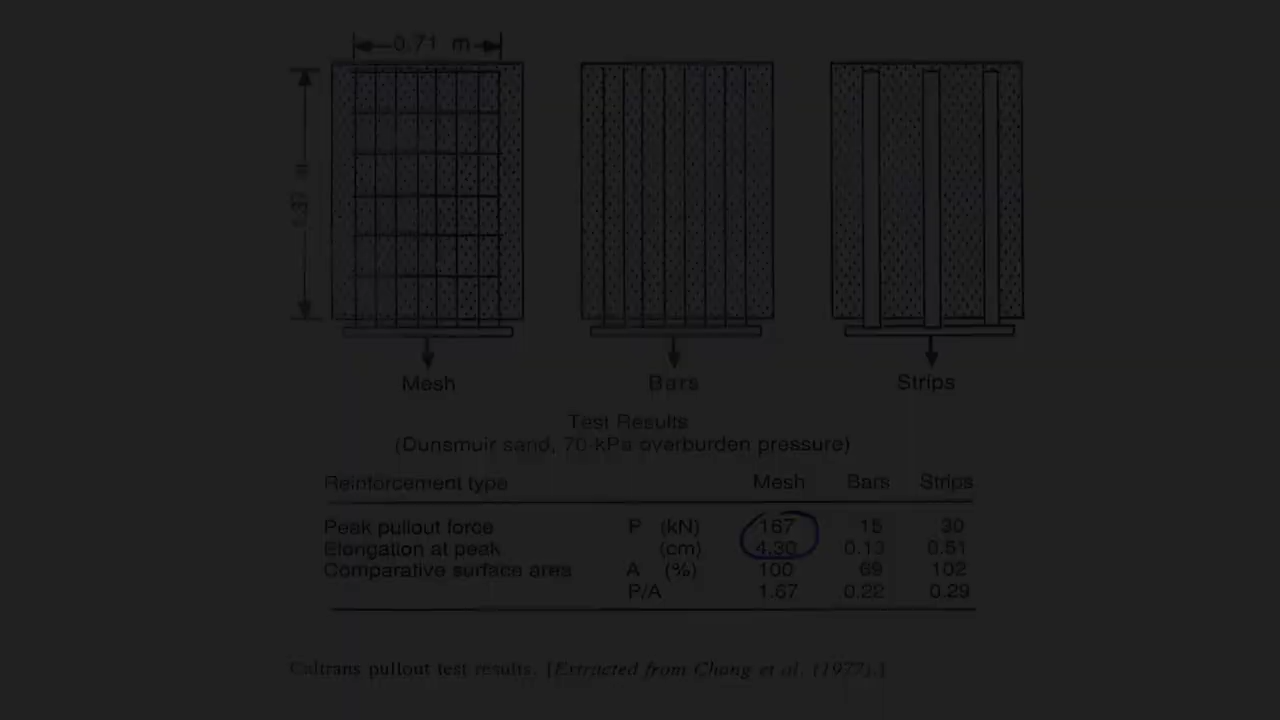 0.71 m
Mesh Bars Strips
Test Results
(Dunsmuir sand, 70-kPa overburden pressure)
Reinforcement type Mesh Bars Strips
Peak pullout force P (kN) 167 15 30
Elongation at peak (cm) 4.30 0.13 0.51
Comparative surface area A (%) 100 69 102
P/A 1.67 0.22 0.29
Caltrans pullout test results. [Extracted from Chang et al. (1977).]